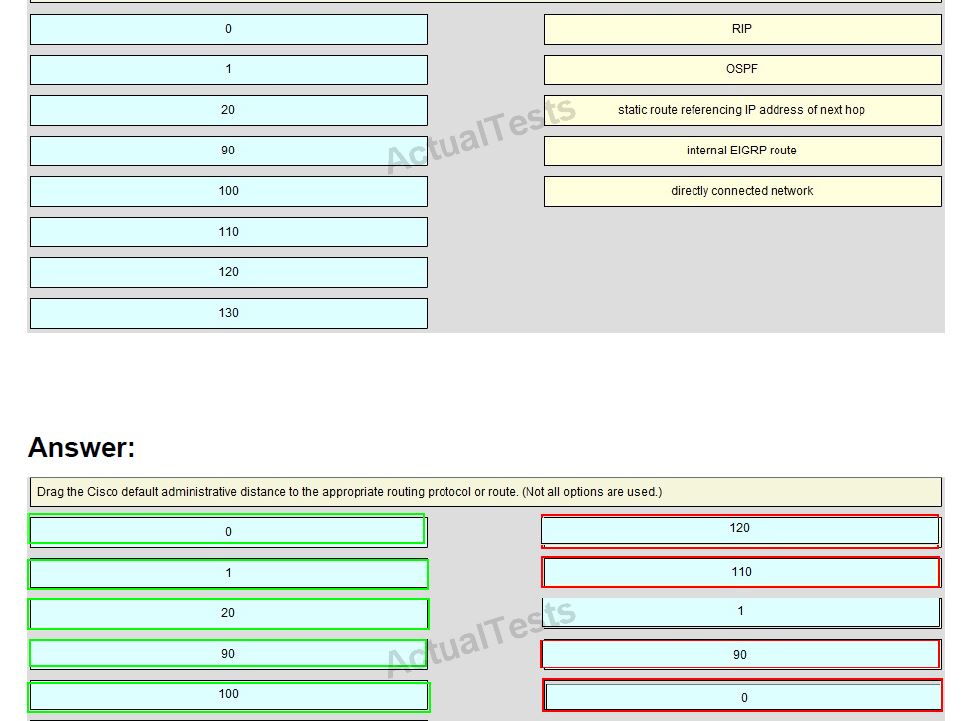 0 RIP
1 OSPF
20 static route referencing IP address of next hop
90 internal EIGRP route
100 directly connected network
110
120
130
ActualTests
Answer:
Drag the Cisco default administrative distance to the appropriate routing protocol or route. (Not all options are used.)
0 120
1 110
20 1
90 90
100 0
ActualTests